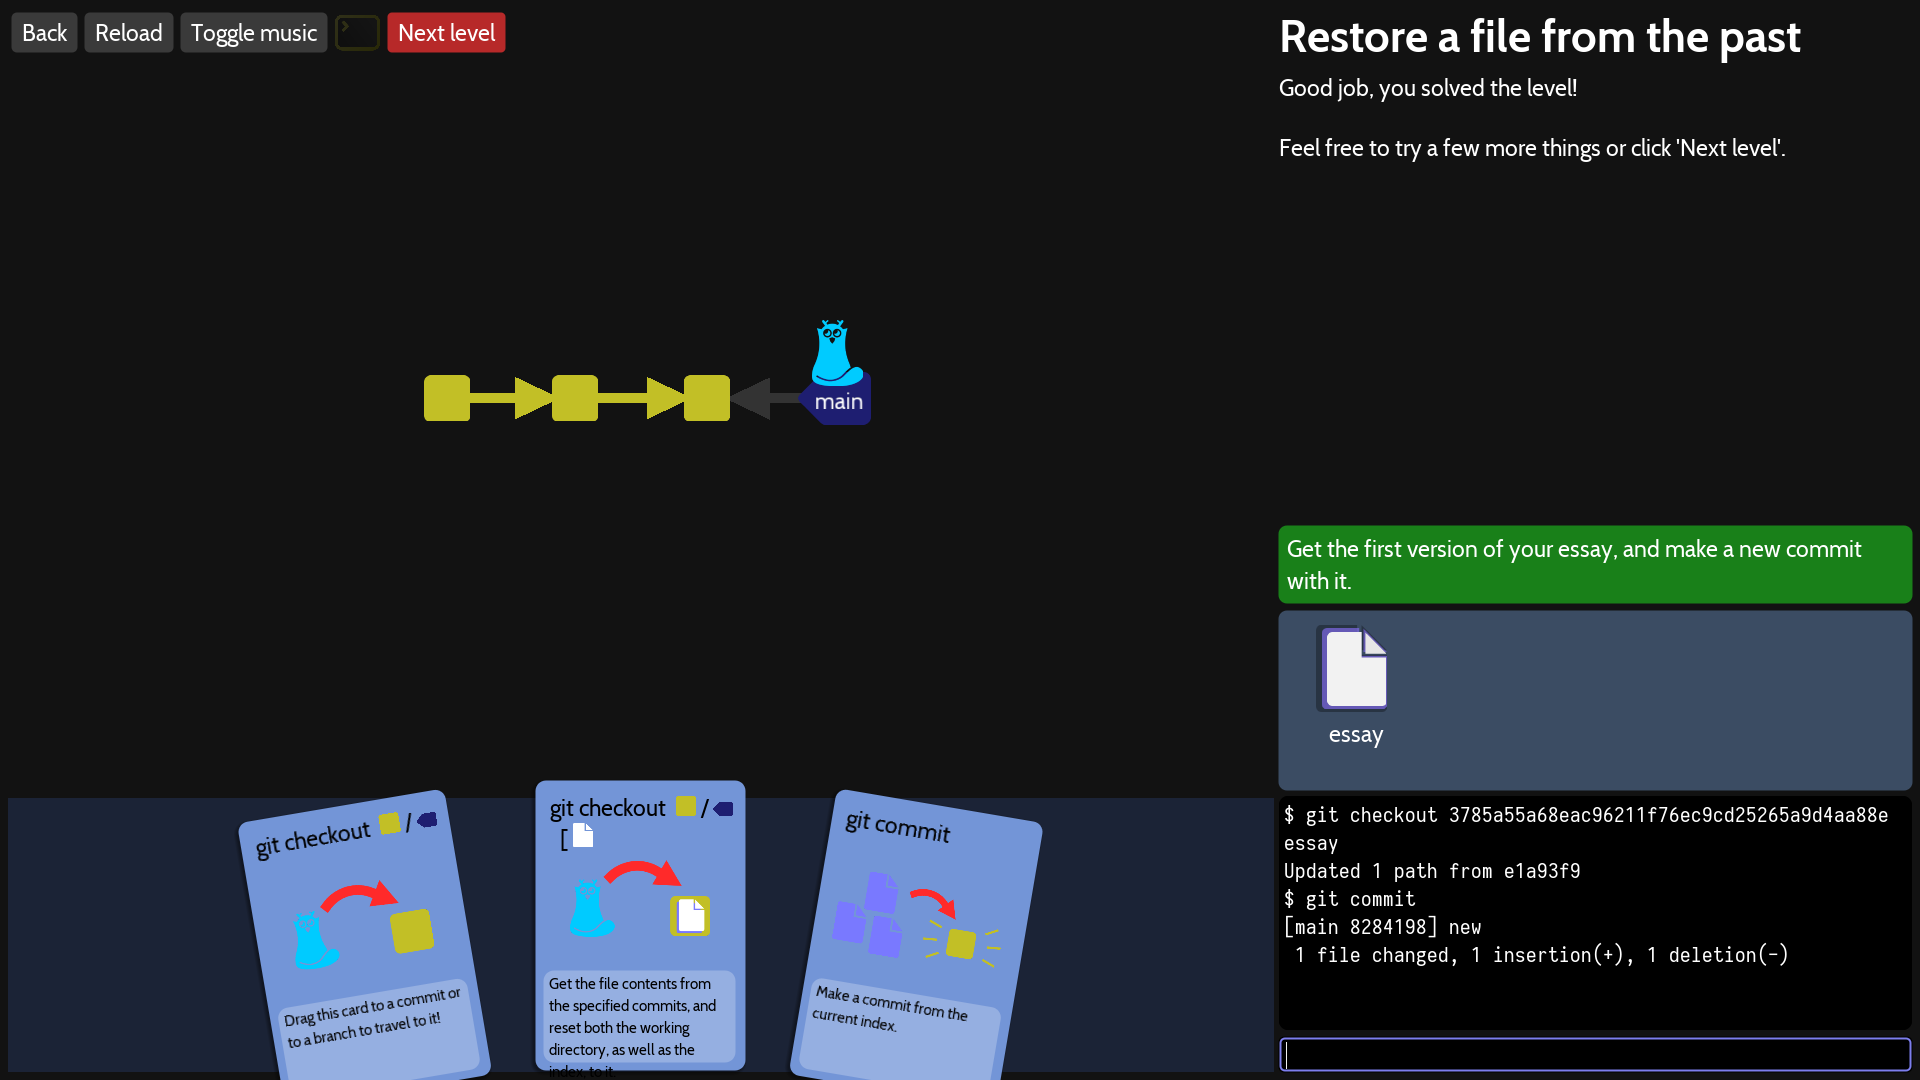 Back
Reload
Toggle music
Next level
Restore a file from the past
Good job, you solved the level!
Feel free to try a few more things or click 'Next level'.
main
Get the first version of your essay, and make a new commit
with it.
essay
$ git checkout 3785a55a68eac96211f76ec9cd25265a9d4aa88e
essay
Updated 1 path from e1a93f9
$ git commit
[main 8284198] new
1 file changed, 1 insertion(+), 1 deletion(-)
git checkout /
Drag this card to a commit or
to a branch to travel to it!
git checkout /
[
Get the file contents from
the specified commits, and
reset both the working
directory, as well as the
index, to it.
git commit
Make a commit from the
current index.